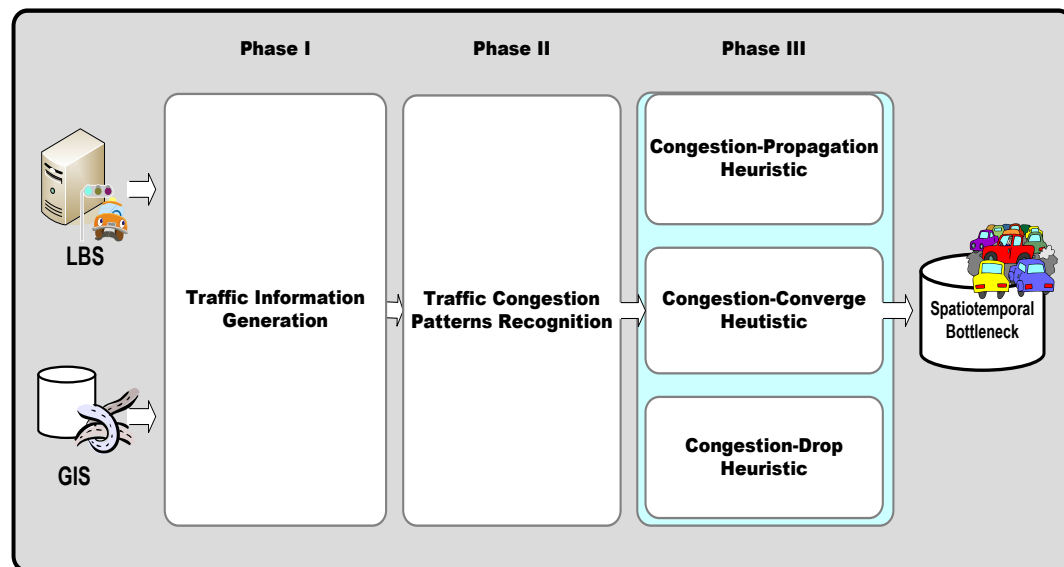 Phase I
Phase II
Phase III
LBS
GIS
Traffic Information
Generation
Traffic Congestion
Patterns Recognition
Congestion-Propagation
Heuristic
Congestion-Converge
Heutistic
Congestion-Drop
Heuristic
Spatiotemporal
Bottleneck